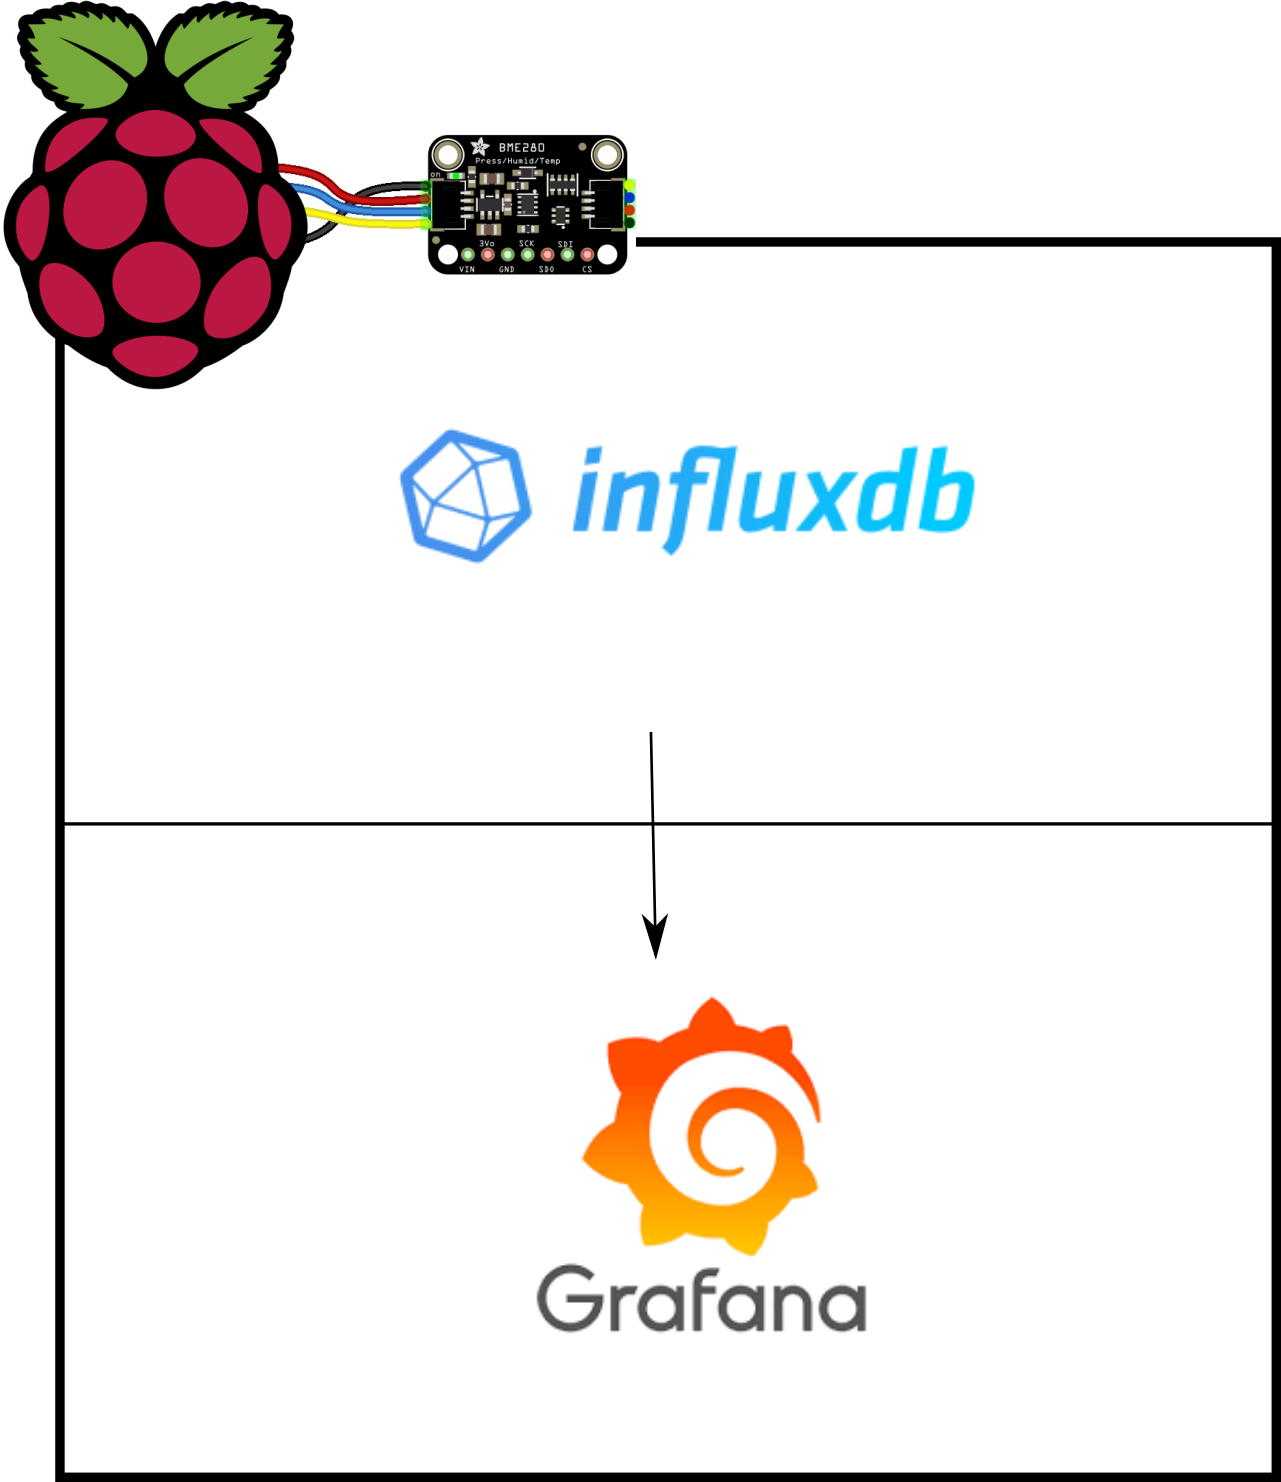 BME280
Press/Humid/Temp
on
3Vo SCK SDI
VIN GND SDO CS
influxdb
Grafana